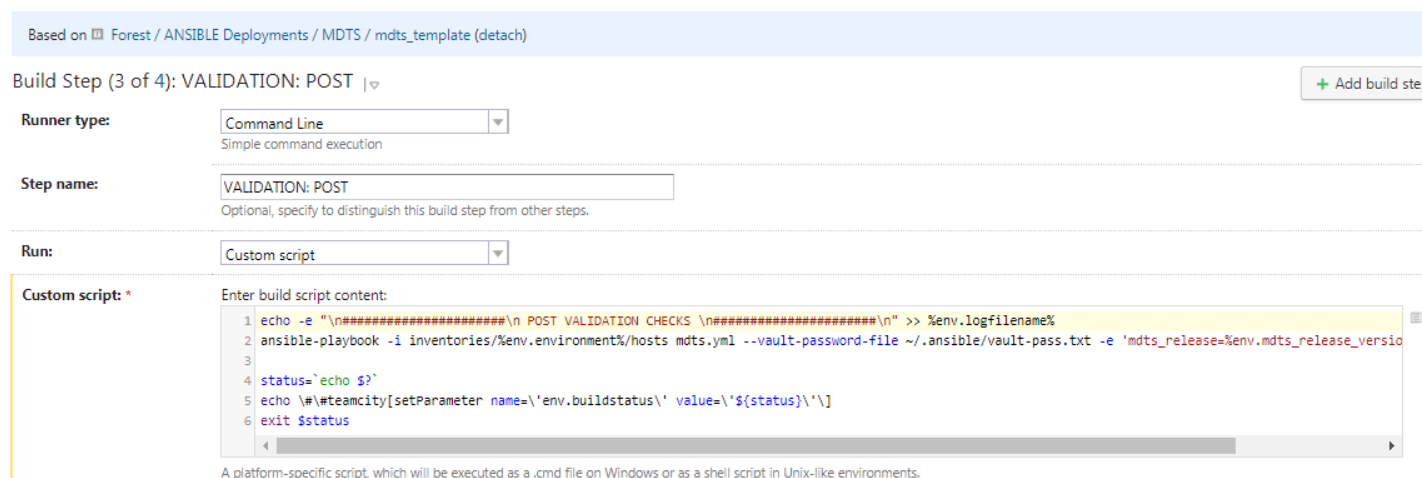 Based on Forest / ANSIBLE Deployments / MDTS / mdts_template (detach)
Build Step (3 of 4): VALIDATION: POST
+ Add build ste
Runner type:
Command Line
Simple command execution
Step name:
VALIDATION: POST
Optional, specify to distinguish this build step from other steps.
Run:
Custom script
Custom script: *
Enter build script content:
1 echo -e "\n######################\n POST VALIDATION CHECKS \n######################\n" >> %env.logfilename%
2 ansible-playbook -i inventories/%env.environment%/hosts mdts.yml --vault-password-file ~/.ansible/vault-pass.txt -e 'mdts_release=%env.mdts_release_versio
3
4 status=`echo $?`
5 echo \#\#teamcity[setParameter name=\'env.buildstatus\' value=\'${status}\'\]
6 exit $status
A platform-specific script, which will be executed as a .cmd file on Windows or as a shell script in Unix-like environments.